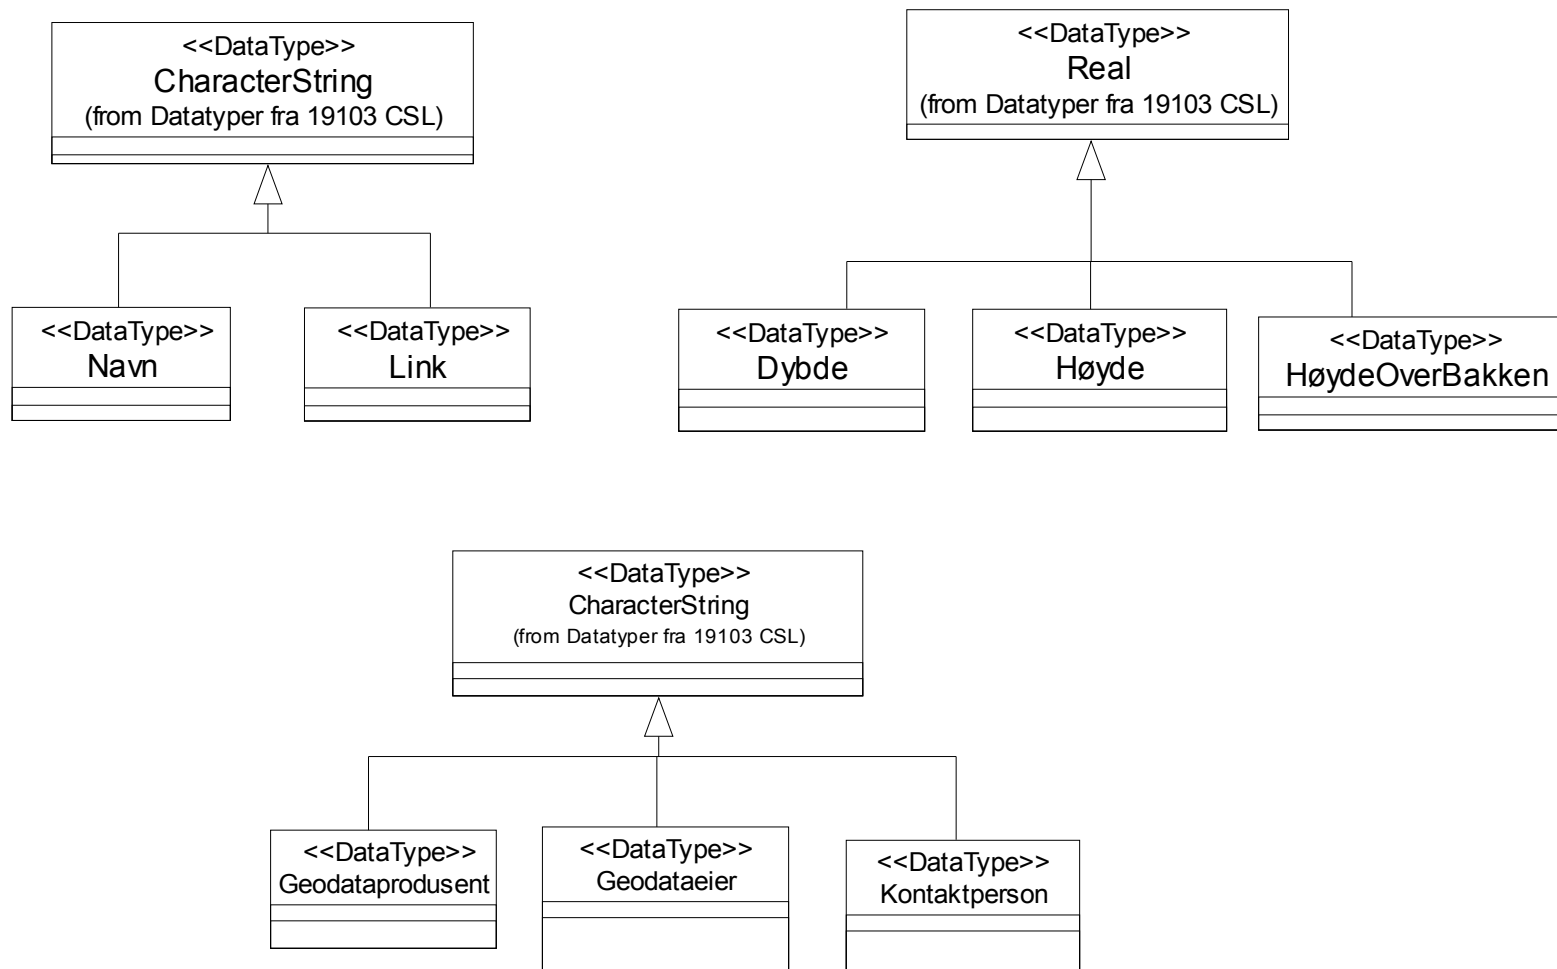 <<DataType>>
CharacterString
(from Datatyper fra 19103 CSL)
<<DataType>>
Real
(from Datatyper fra 19103 CSL)
<<DataType>>
Navn
<<DataType>>
Link
<<DataType>>
Dybde
<<DataType>>
Høyde
<<DataType>>
HøydeOverBakken
<<DataType>>
CharacterString
(from Datatyper fra 19103 CSL)
<<DataType>>
Geodataprodusent
<<DataType>>
Geodataeier
<<DataType>>
Kontaktperson